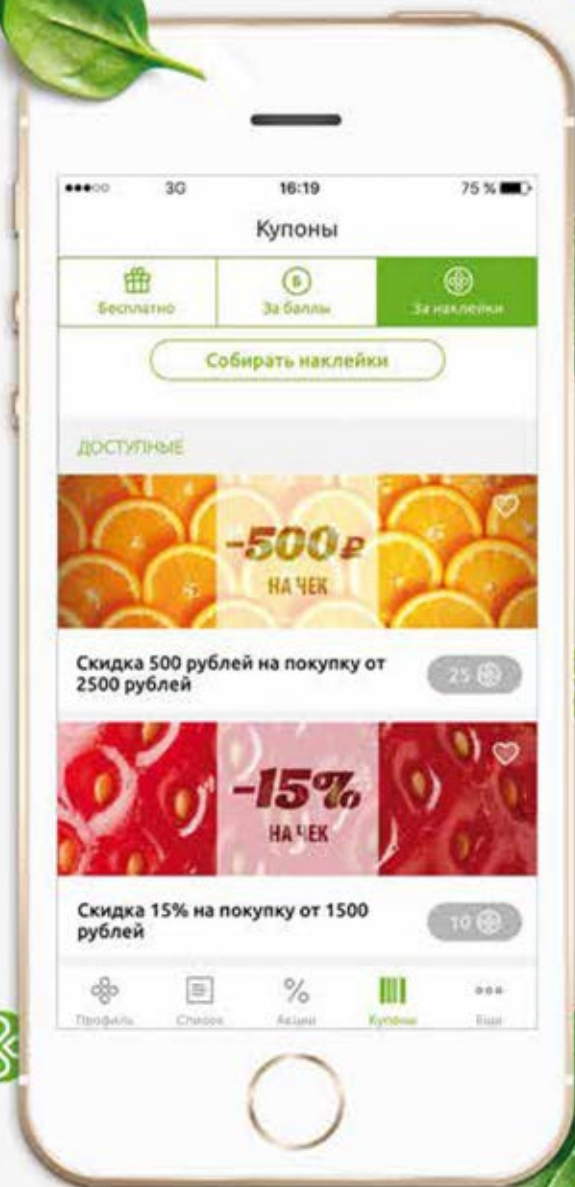 3G 16:19 75 %
Купоны
Бесплатно За баллы За наклейки
Собирать наклейки
ДОСТУПНЫЕ
-500₽
НА ЧЕК
Скидка 500 рублей на покупку от
2500 рублей
25
-15%
НА ЧЕК
Скидка 15% на покупку от 1500
рублей
10
Профиль Список Акции Купоны Еще